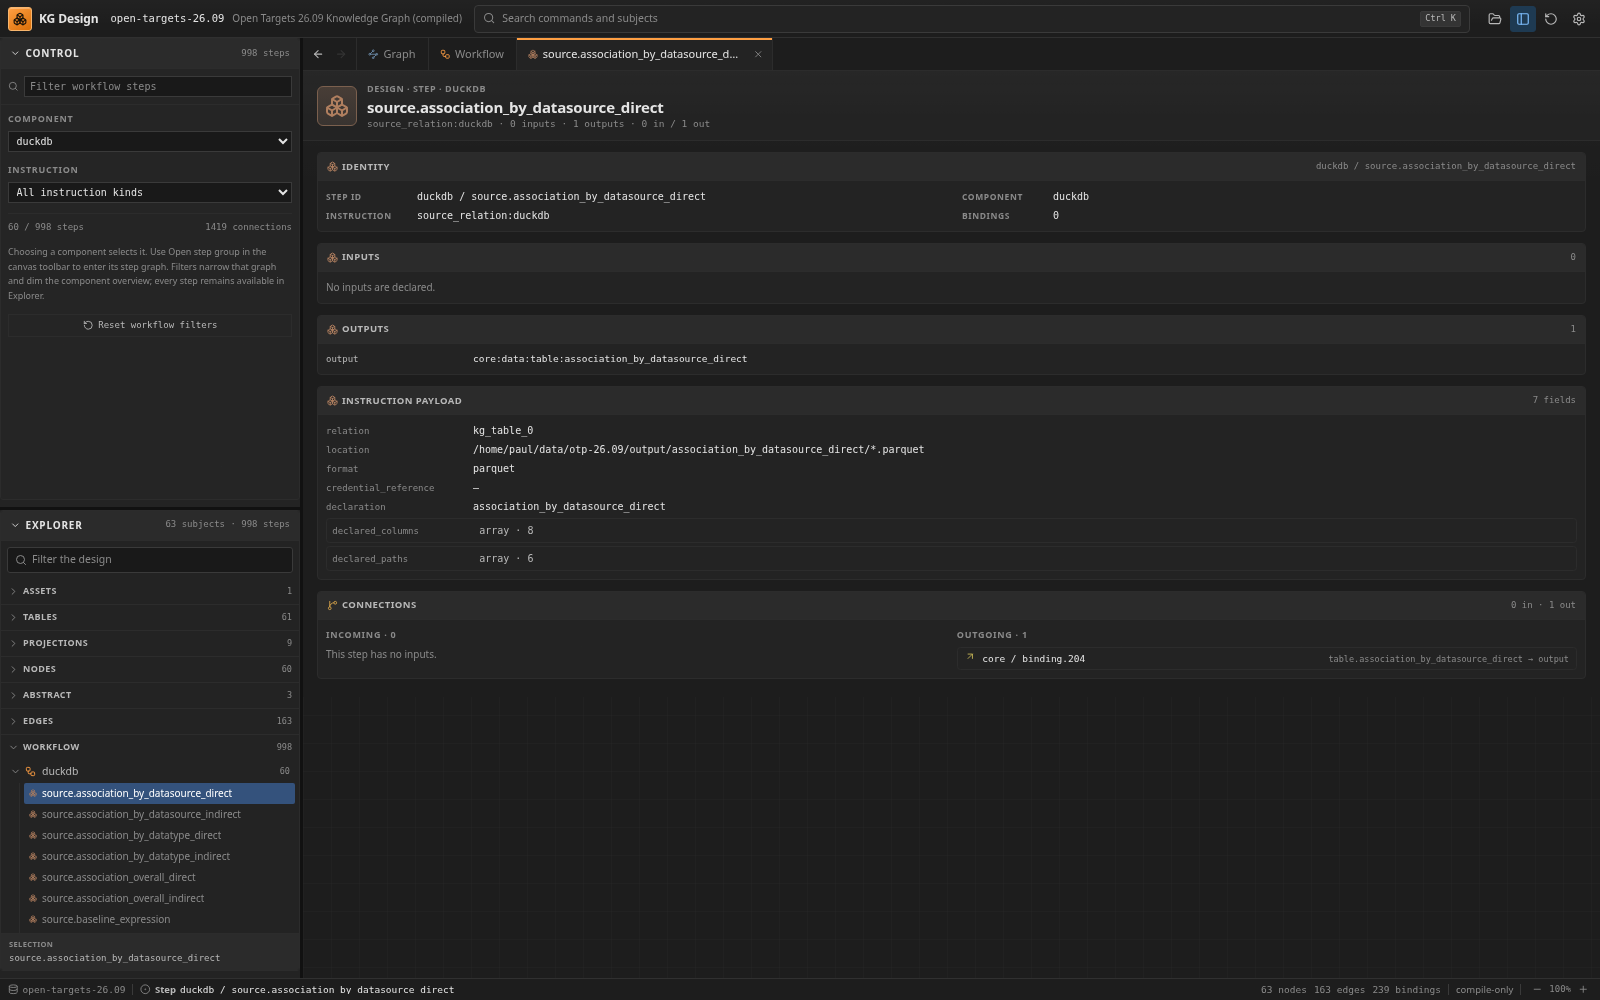 KG Design open-targets-26.09 Open Targets 26.09 Knowledge Graph (compiled) Search commands and subjects Ctrl K
CONTROL 998 steps
Filter workflow steps
COMPONENT
duckdb
INSTRUCTION
All instruction kinds
60 / 998 steps 1419 connections
Choosing a component selects it. Use Open step group in the
canvas toolbar to enter its step graph. Filters narrow that graph
and dim the component overview; every step remains available in
Explorer.
Reset workflow filters
EXPLORER 63 subjects · 998 steps
Filter the design
ASSETS 1
TABLES 61
PROJECTIONS 9
NODES 60
ABSTRACT 3
EDGES 163
WORKFLOW 998
duckdb 60
source.association_by_datasource_direct
source.association_by_datasource_indirect
source.association_by_datatype_direct
source.association_by_datatype_indirect
source.association_overall_direct
source.association_overall_indirect
source.baseline_expression
SELECTION
source.association_by_datasource_direct
Graph Workflow source.association_by_datasource_d...
DESIGN · STEP · DUCKDB
source.association_by_datasource_direct
source_relation:duckdb · 0 inputs · 1 outputs · 0 in / 1 out
IDENTITY duckdb / source.association_by_datasource_direct
STEP ID duckdb / source.association_by_datasource_direct COMPONENT duckdb
INSTRUCTION source_relation:duckdb BINDINGS 0
INPUTS 0
No inputs are declared.
OUTPUTS 1
output core:data:table:association_by_datasource_direct
INSTRUCTION PAYLOAD 7 fields
relation kg_table_0
location /home/paul/data/otp-26.09/output/association_by_datasource_direct/*.parquet
format parquet
credential_reference —
declaration association_by_datasource_direct
declared_columns array · 8
declared_paths array · 6
CONNECTIONS 0 in · 1 out
INCOMING · 0 OUTGOING · 1
This step has no inputs. core / binding.204 table.association_by_datasource_direct → output
open-targets-26.09 Step duckdb / source.association_by_datasource_direct 63 nodes 163 edges 239 bindings compile-only 100%